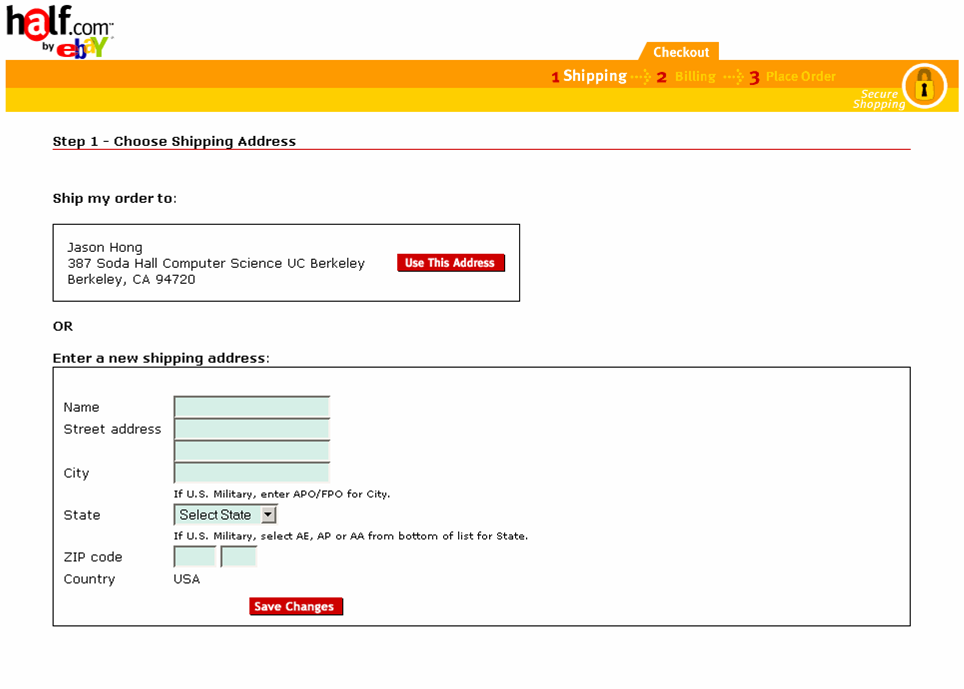 half.com™
by ebaY
Checkout
1 Shipping 2 Billing 3 Place Order
Secure
Shopping
Step 1 - Choose Shipping Address
Ship my order to:
Jason Hong
387 Soda Hall Computer Science UC Berkeley
Berkeley, CA 94720
Use This Address
OR
Enter a new shipping address:
Name
Street address
City
If U.S. Military, enter APO/FPO for City.
State Select State
If U.S. Military, select AE, AP or AA from bottom of list for State.
ZIP code
Country USA
Save Changes